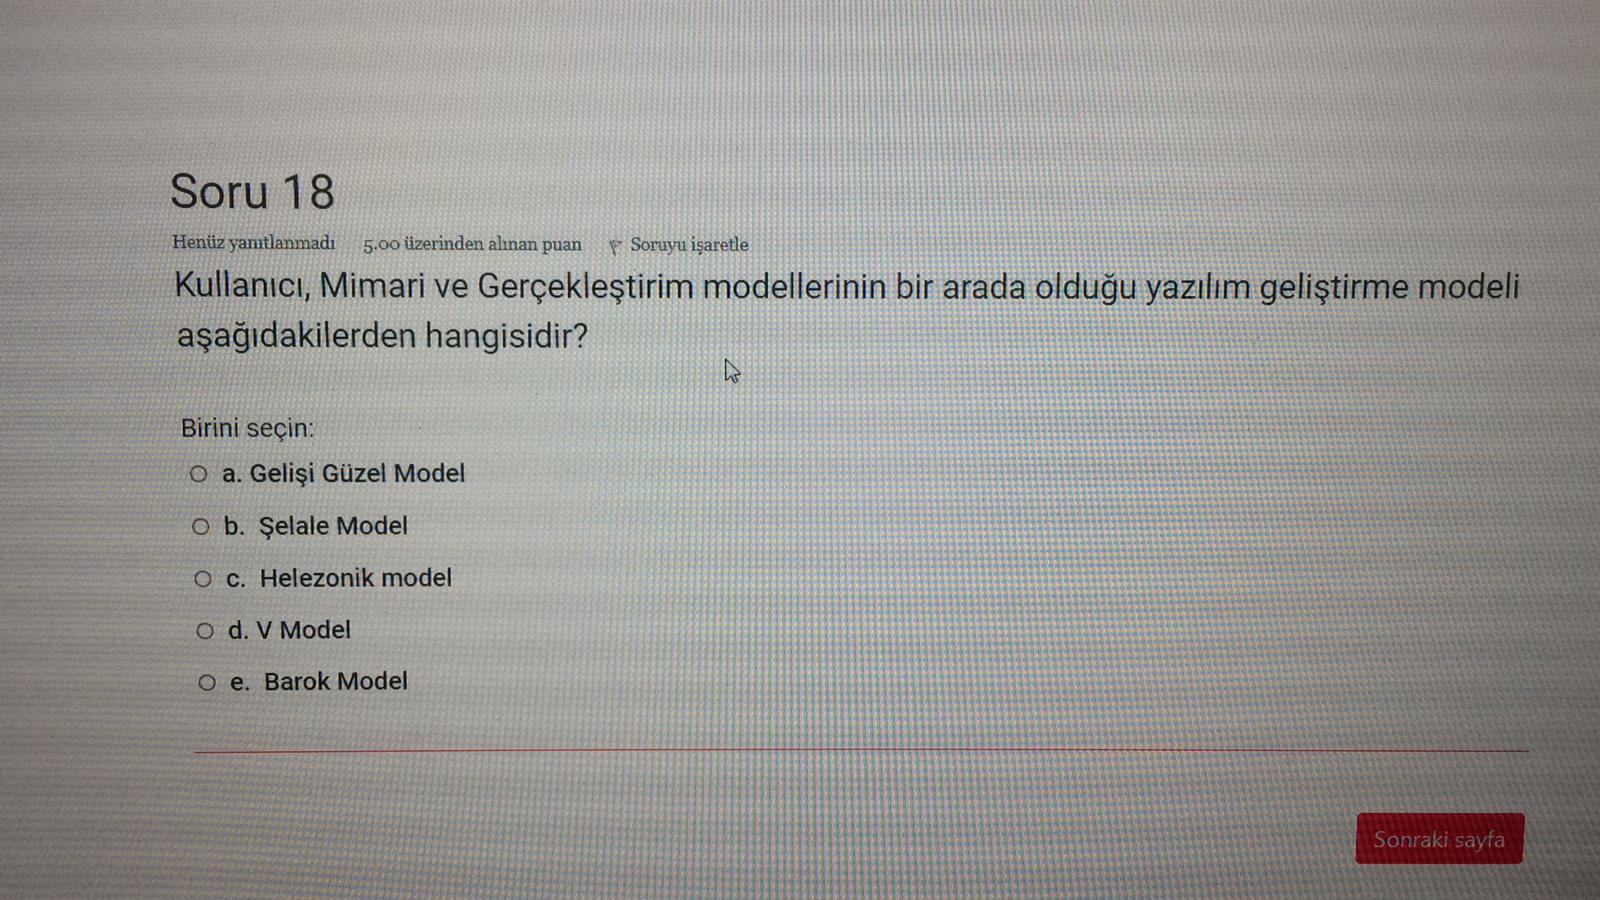 Soru 18
Henüz yanıtlanmadı 5.00 üzerinden alınan puan Soruyu işaretle
Kullanıcı, Mimari ve Gerçekleştirim modellerinin bir arada olduğu yazılım geliştirme modeli
aşağıdakilerden hangisidir?
Birini seçin:
a. Gelişi Güzel Model
b. Şelale Model
c. Helezonik model
d. V Model
e. Barok Model
Sonraki sayfa